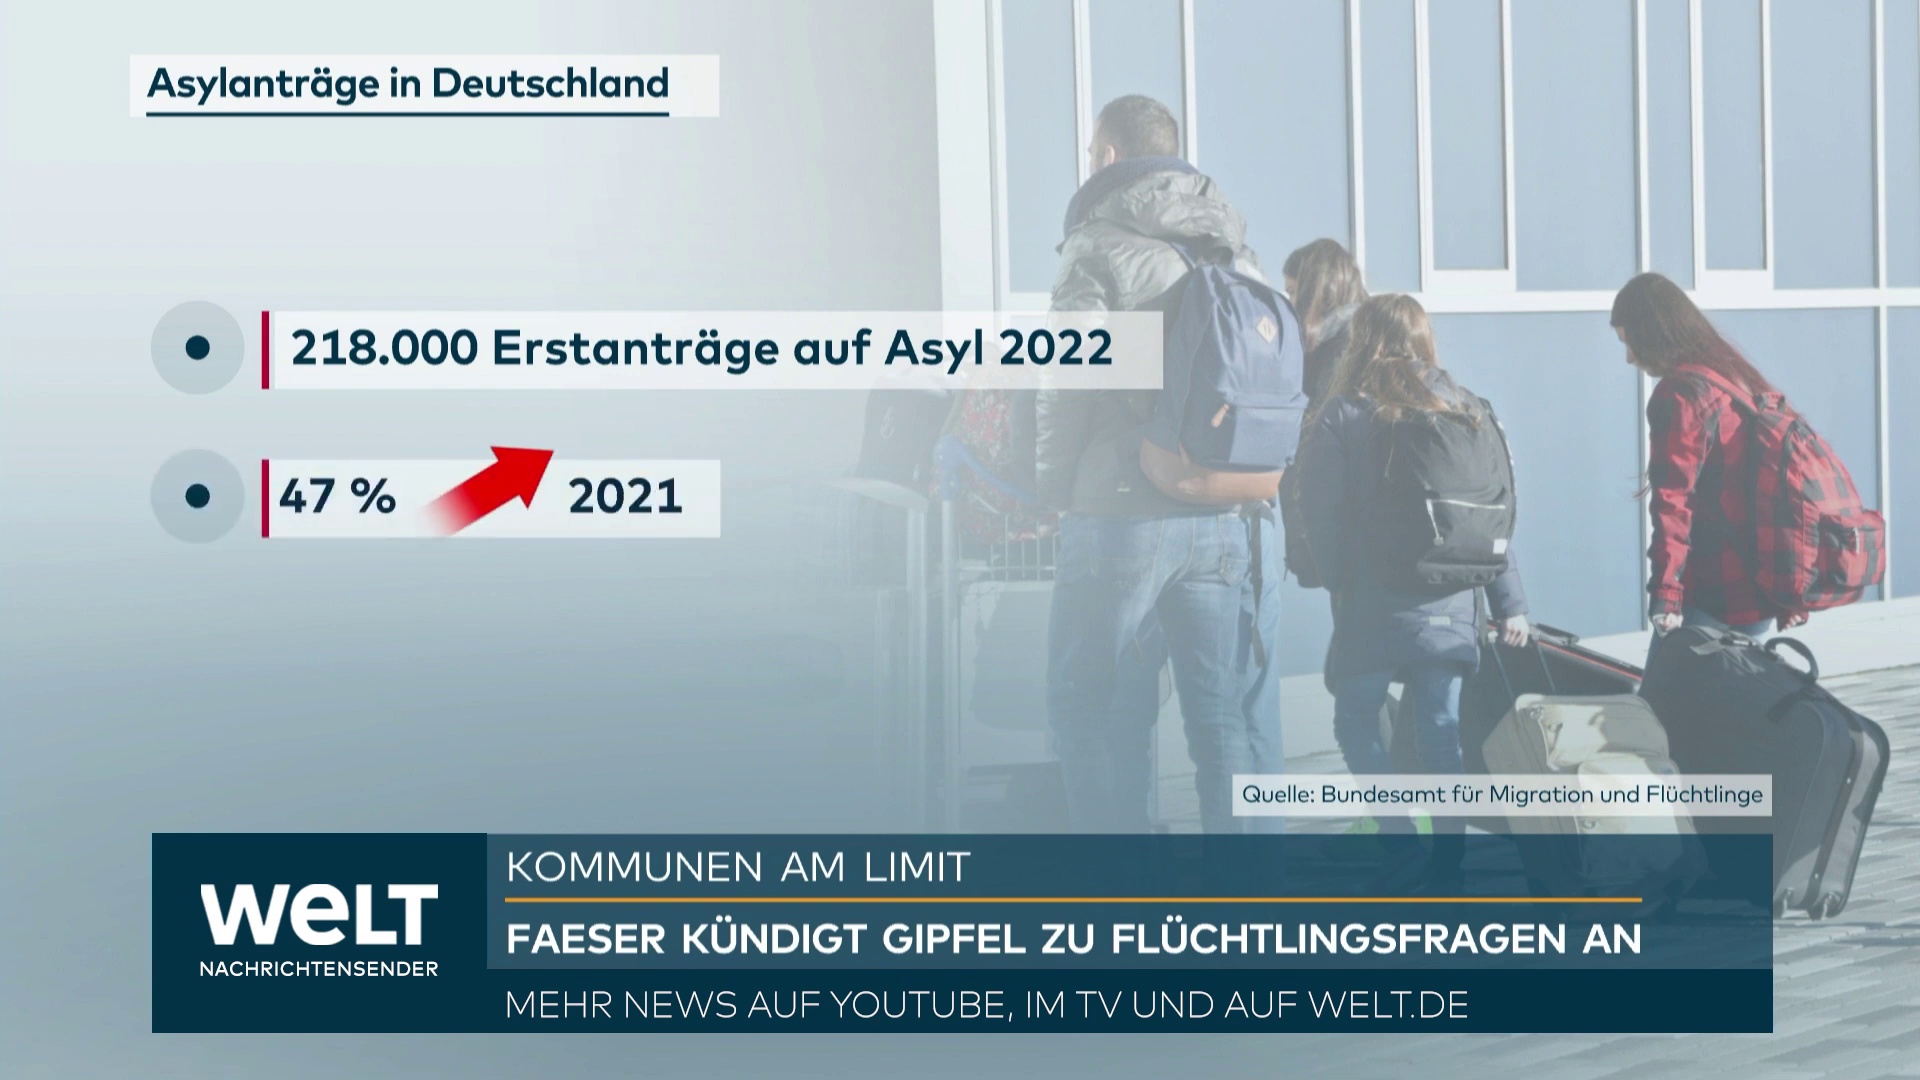 Asylanträge in Deutschland
218.000 Erstanträge auf Asyl 2022
47 % 2021
Quelle: Bundesamt für Migration und Flüchtlinge
WELT
NACHRICHTENSENDER
KOMMUNEN AM LIMIT
FAESER KÜNDIGT GIPFEL ZU FLÜCHTLINGSFRAGEN AN
MEHR NEWS AUF YOUTUBE, IM TV UND AUF WELT.DE